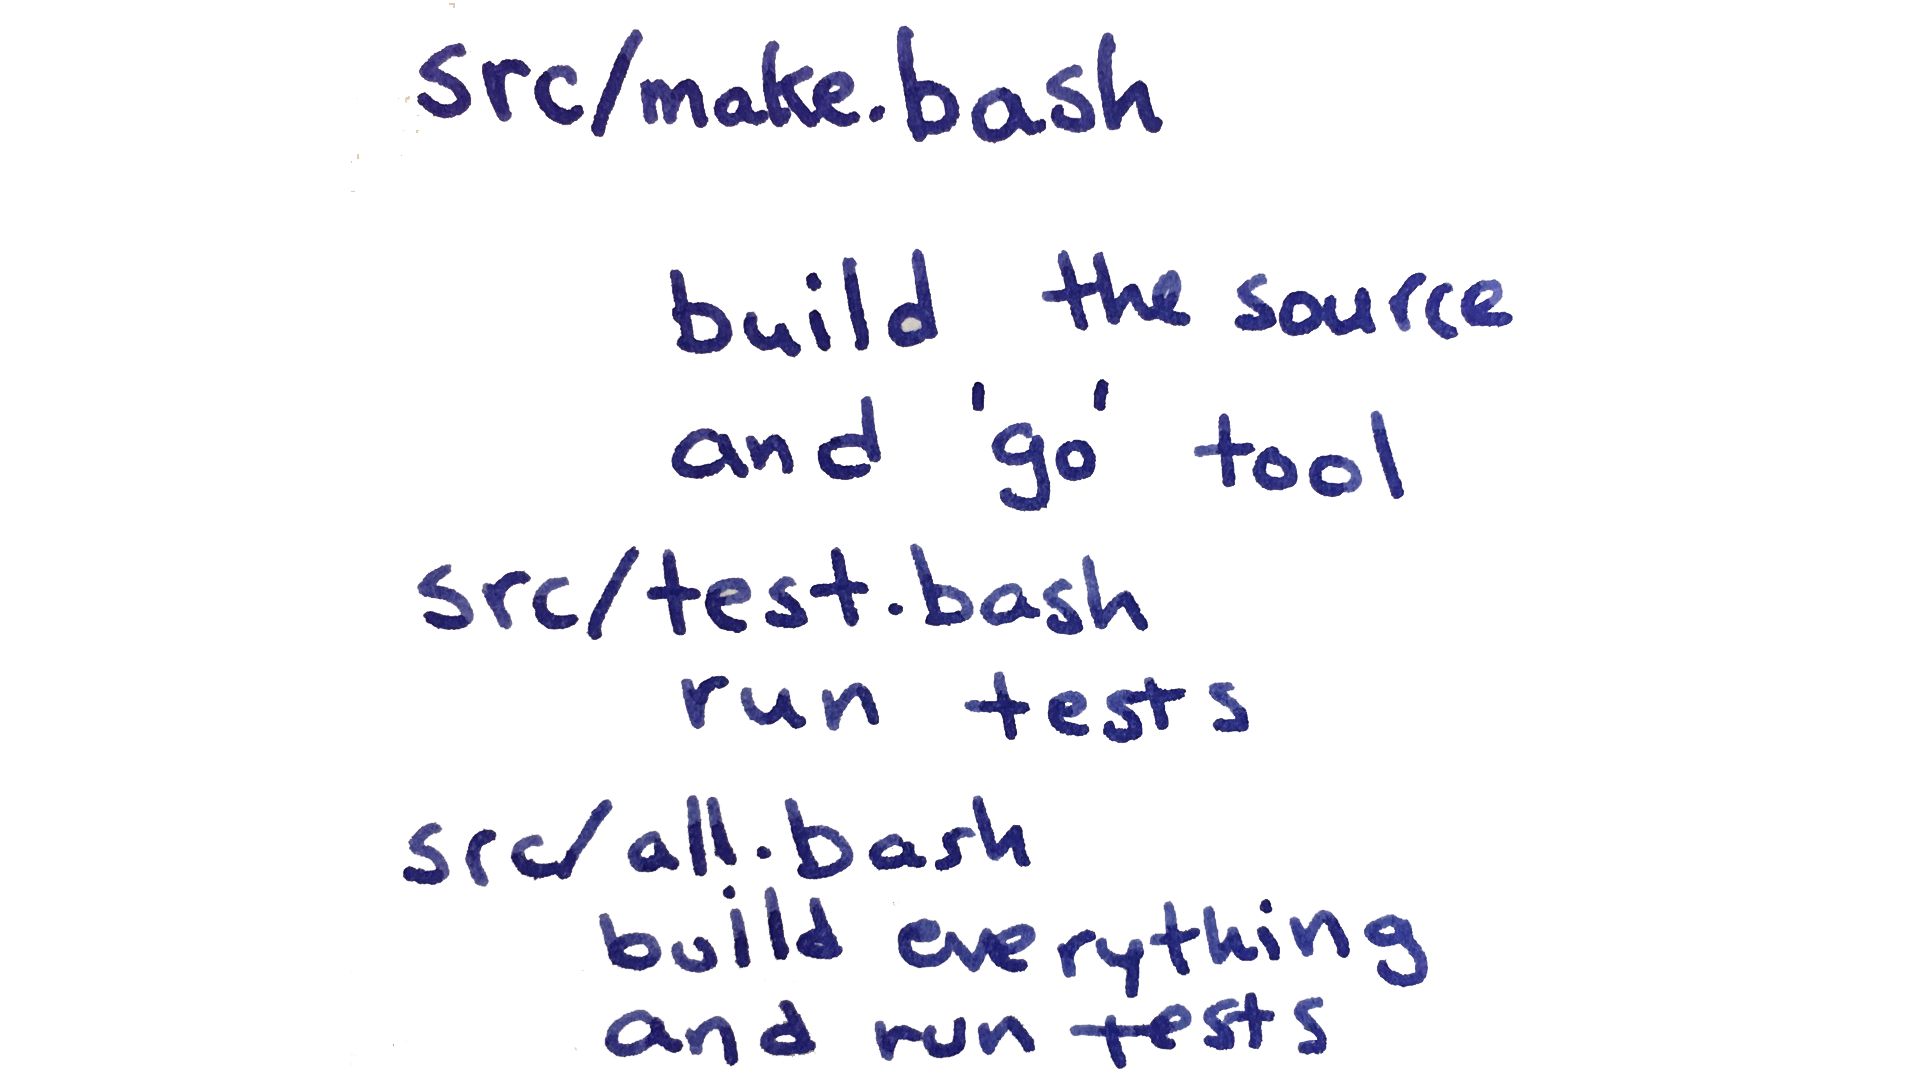 src/make.bash
build the source
and 'go' tool
src/test.bash
run tests
src/all.bash
build everything
and run tests